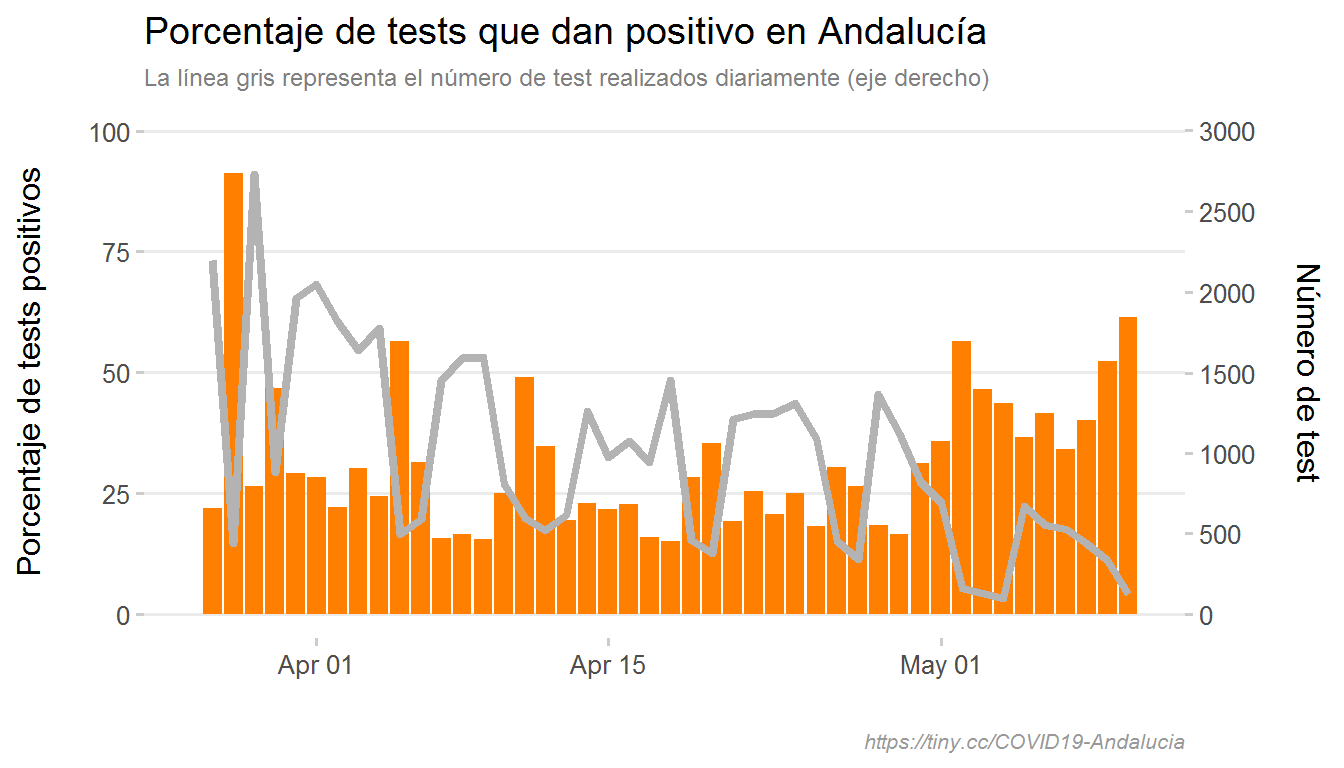 Porcentaje de tests que dan positivo en Andalucía
La línea gris representa el número de test realizados diariamente (eje derecho)
Porcentaje de tests positivos
100
75
50
25
0
3000
2500
2000
1500
1000
500
0
Número de test
Apr 01
Apr 15
May 01
https://tiny.cc/COVID19-Andalucia